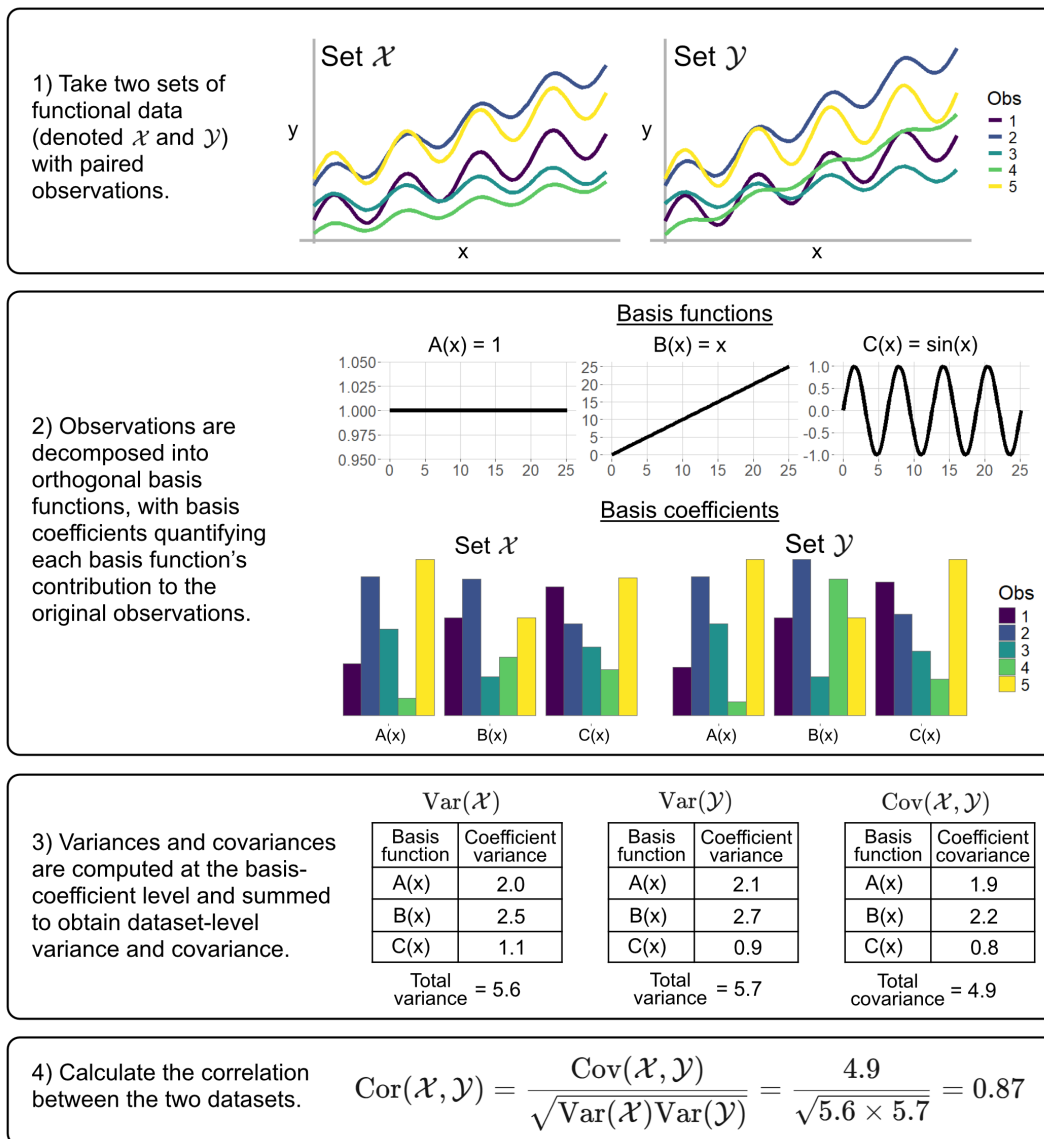 1) Take two sets of
functional data
(denoted 𝒳 and 𝒴)
with paired
observations.
Set 𝒳
y
x
Set 𝒴
y
x
Obs
1
2
3
4
5
2) Observations are
decomposed into
orthogonal basis
functions, with basis
coefficients quantifying
each basis function’s
contribution to the
original observations.
Basis functions
A(x) = 1
1.050
1.025
1.000
0.975
0.950
0 5 10 15 20 25
B(x) = x
25
20
15
10
5
0
0 5 10 15 20 25
C(x) = sin(x)
1.0
0.5
0.0
-0.5
-1.0
0 5 10 15 20 25
Basis coefficients
Set 𝒳
A(x) B(x) C(x)
Set 𝒴
A(x) B(x) C(x)
Obs
1
2
3
4
5
3) Variances and covariances
are computed at the basis-
coefficient level and summed
to obtain dataset-level
variance and covariance.
Var(𝒳)
Basis function Coefficient variance
A(x) 2.0
B(x) 2.5
C(x) 1.1
Total variance = 5.6
Var(𝒴)
Basis function Coefficient variance
A(x) 2.1
B(x) 2.7
C(x) 0.9
Total variance = 5.7
Cov(𝒳, 𝒴)
Basis function Coefficient covariance
A(x) 1.9
B(x) 2.2
C(x) 0.8
Total covariance = 4.9
4) Calculate the correlation
between the two datasets.
Cor(𝒳, 𝒴) = Cov(𝒳, 𝒴) / √Var(𝒳)Var(𝒴) = 4.9 / √5.6 × 5.7 = 0.87